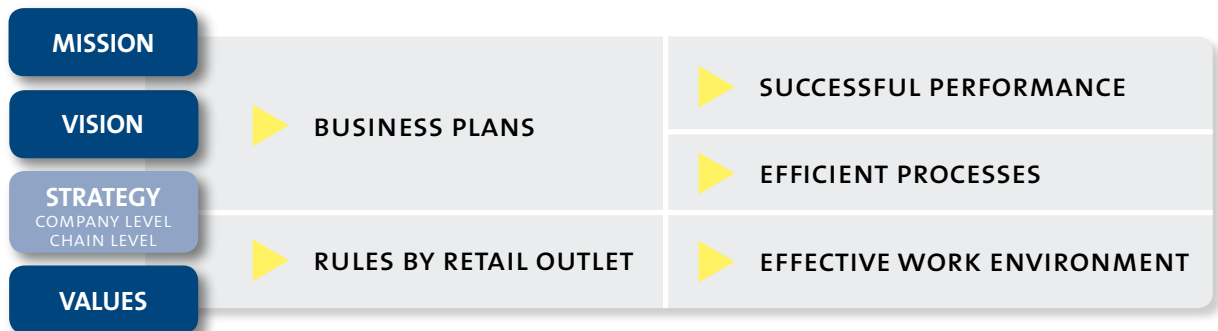 MISSION
VISION
STRATEGY
COMPANY LEVEL
CHAIN LEVEL
VALUES
BUSINESS PLANS
RULES BY RETAIL OUTLET
SUCCESSFUL PERFORMANCE
EFFICIENT PROCESSES
EFFECTIVE WORK ENVIRONMENT